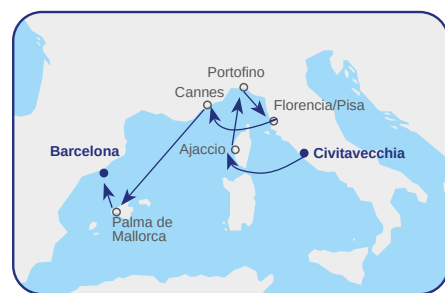 Portofino
Cannes
Florencia/Pisa
Barcelona
Ajaccio
Civitavecchia
Palma de
Mallorca